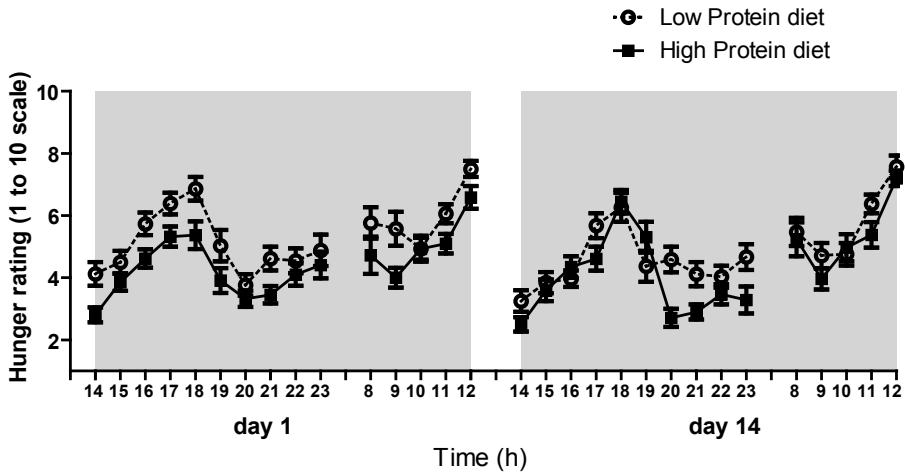 Low Protein diet
High Protein diet
Hunger rating (1 to 10 scale)
10
8
6
4
2
14 15 16 17 18 19 20 21 22 23 8 9 10 11 12 14 15 16 17 18 19 20 21 22 23 8 9 10 11 12
day 1 day 14
Time (h)